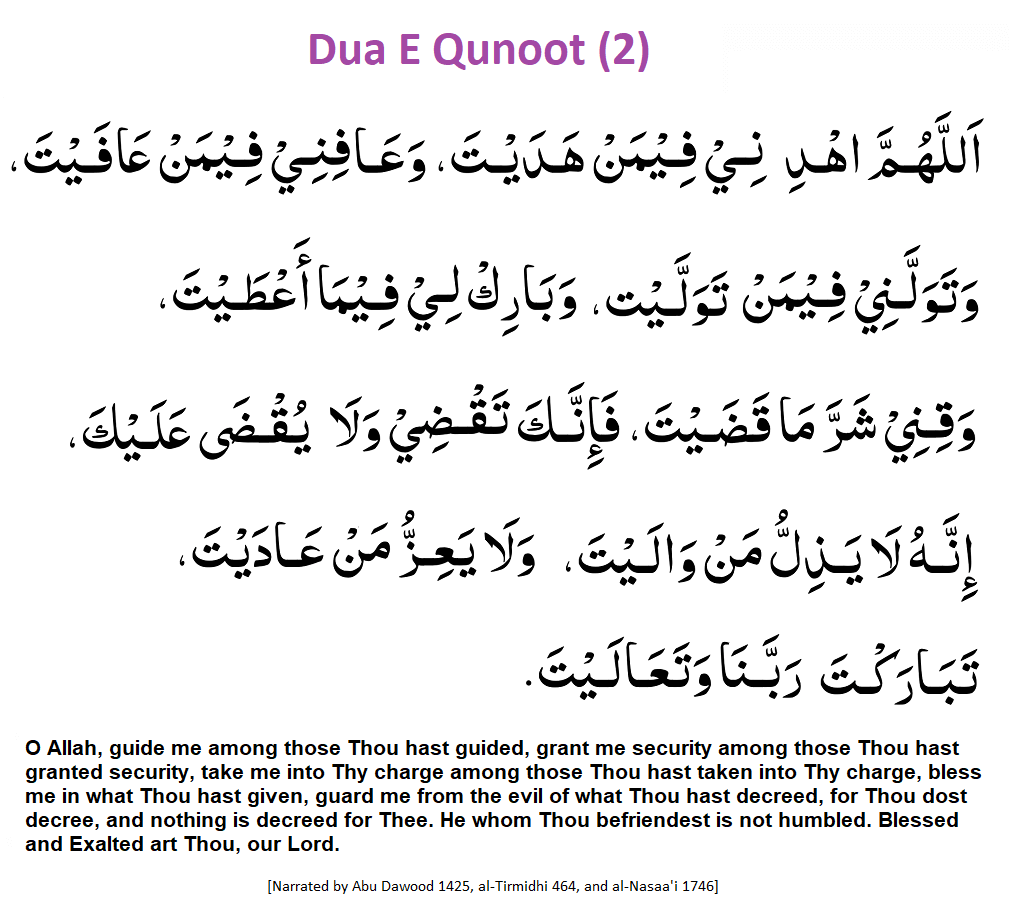 Dua E Qunoot (2)
اَللَّهُمَّ اهْدِ نِيْ فِيْمَنْ هَدَيْتَ، وَعَافِنِيْ فِيْمَنْ عَافَيْتَ،
وَتَوَلَّنِيْ فِيْمَنْ تَوَلَّيْت، وَبَارِكْ لِيْ فِيْمَا أَعْطَيْتَ،
وَقِنِيْ شَرَّ مَا قَضَيْتَ، فَإِنَّكَ تَقْضِيْ وَلَا يُقْضَى عَلَيْكَ،
إِنَّهُ لَا يَذِلُّ مَنْ وَالَيْتَ، وَلَا يَعِزُّ مَنْ عَادَيْتَ،
تَبَارَكْتَ رَبَّنَا وَتَعَالَيْتَ.
O Allah, guide me among those Thou hast guided, grant me security among those Thou hast
granted security, take me into Thy charge among those Thou hast taken into Thy charge, bless
me in what Thou hast given, guard me from the evil of what Thou hast decreed, for Thou dost
decree, and nothing is decreed for Thee. He whom Thou befriendest is not humbled. Blessed
and Exalted art Thou, our Lord.
[Narrated by Abu Dawood 1425, al-Tirmidhi 464, and al-Nasaa'i 1746]